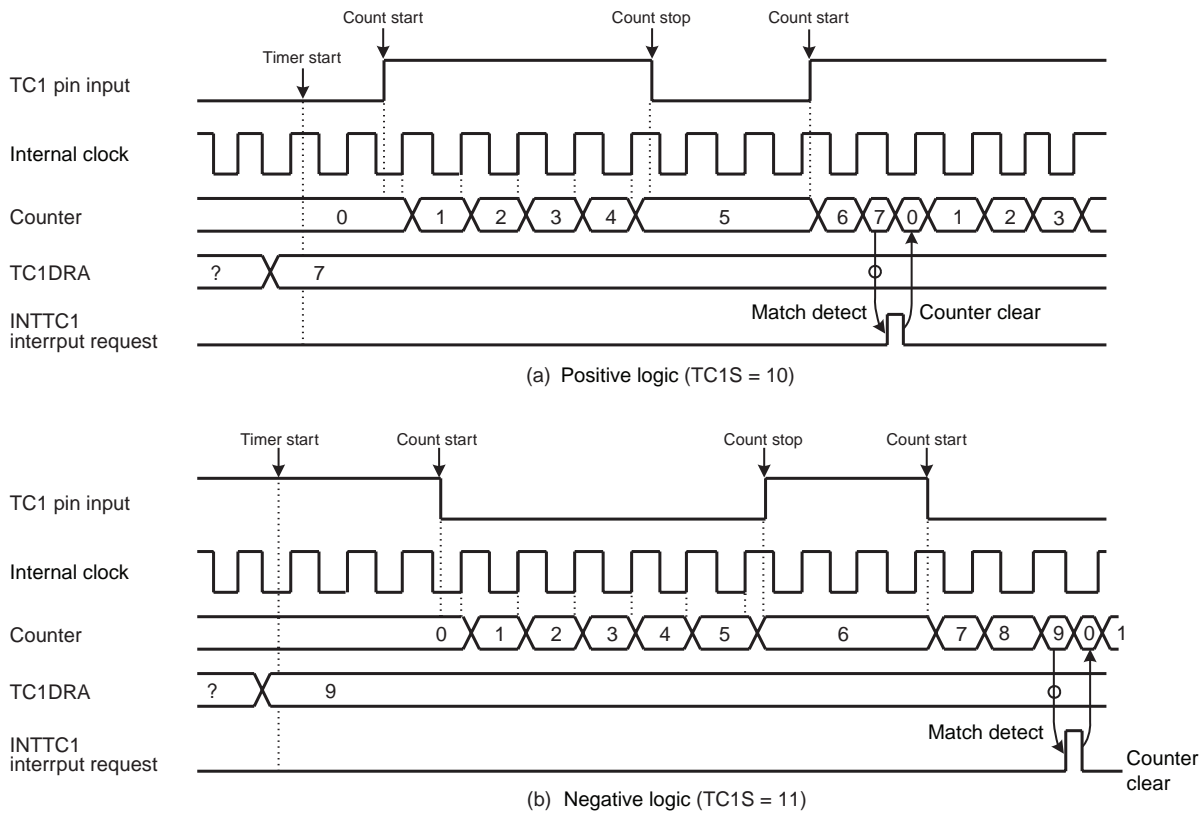 Count start Count stop Count start
Timer start
TC1 pin input
Internal clock
Counter 0 1 2 3 4 5 6 7 0 1 2 3
TC1DRA ? 7
Match detect Counter clear
INTTC1
interrput request
(a) Positive logic (TC1S = 10)
Timer start Count start Count stop Count start
TC1 pin input
Internal clock
Counter 0 1 2 3 4 5 6 7 8 9 0 1
TC1DRA ? 9
Match detect
INTTC1
interrput request
Counter
clear
(b) Negative logic (TC1S = 11)